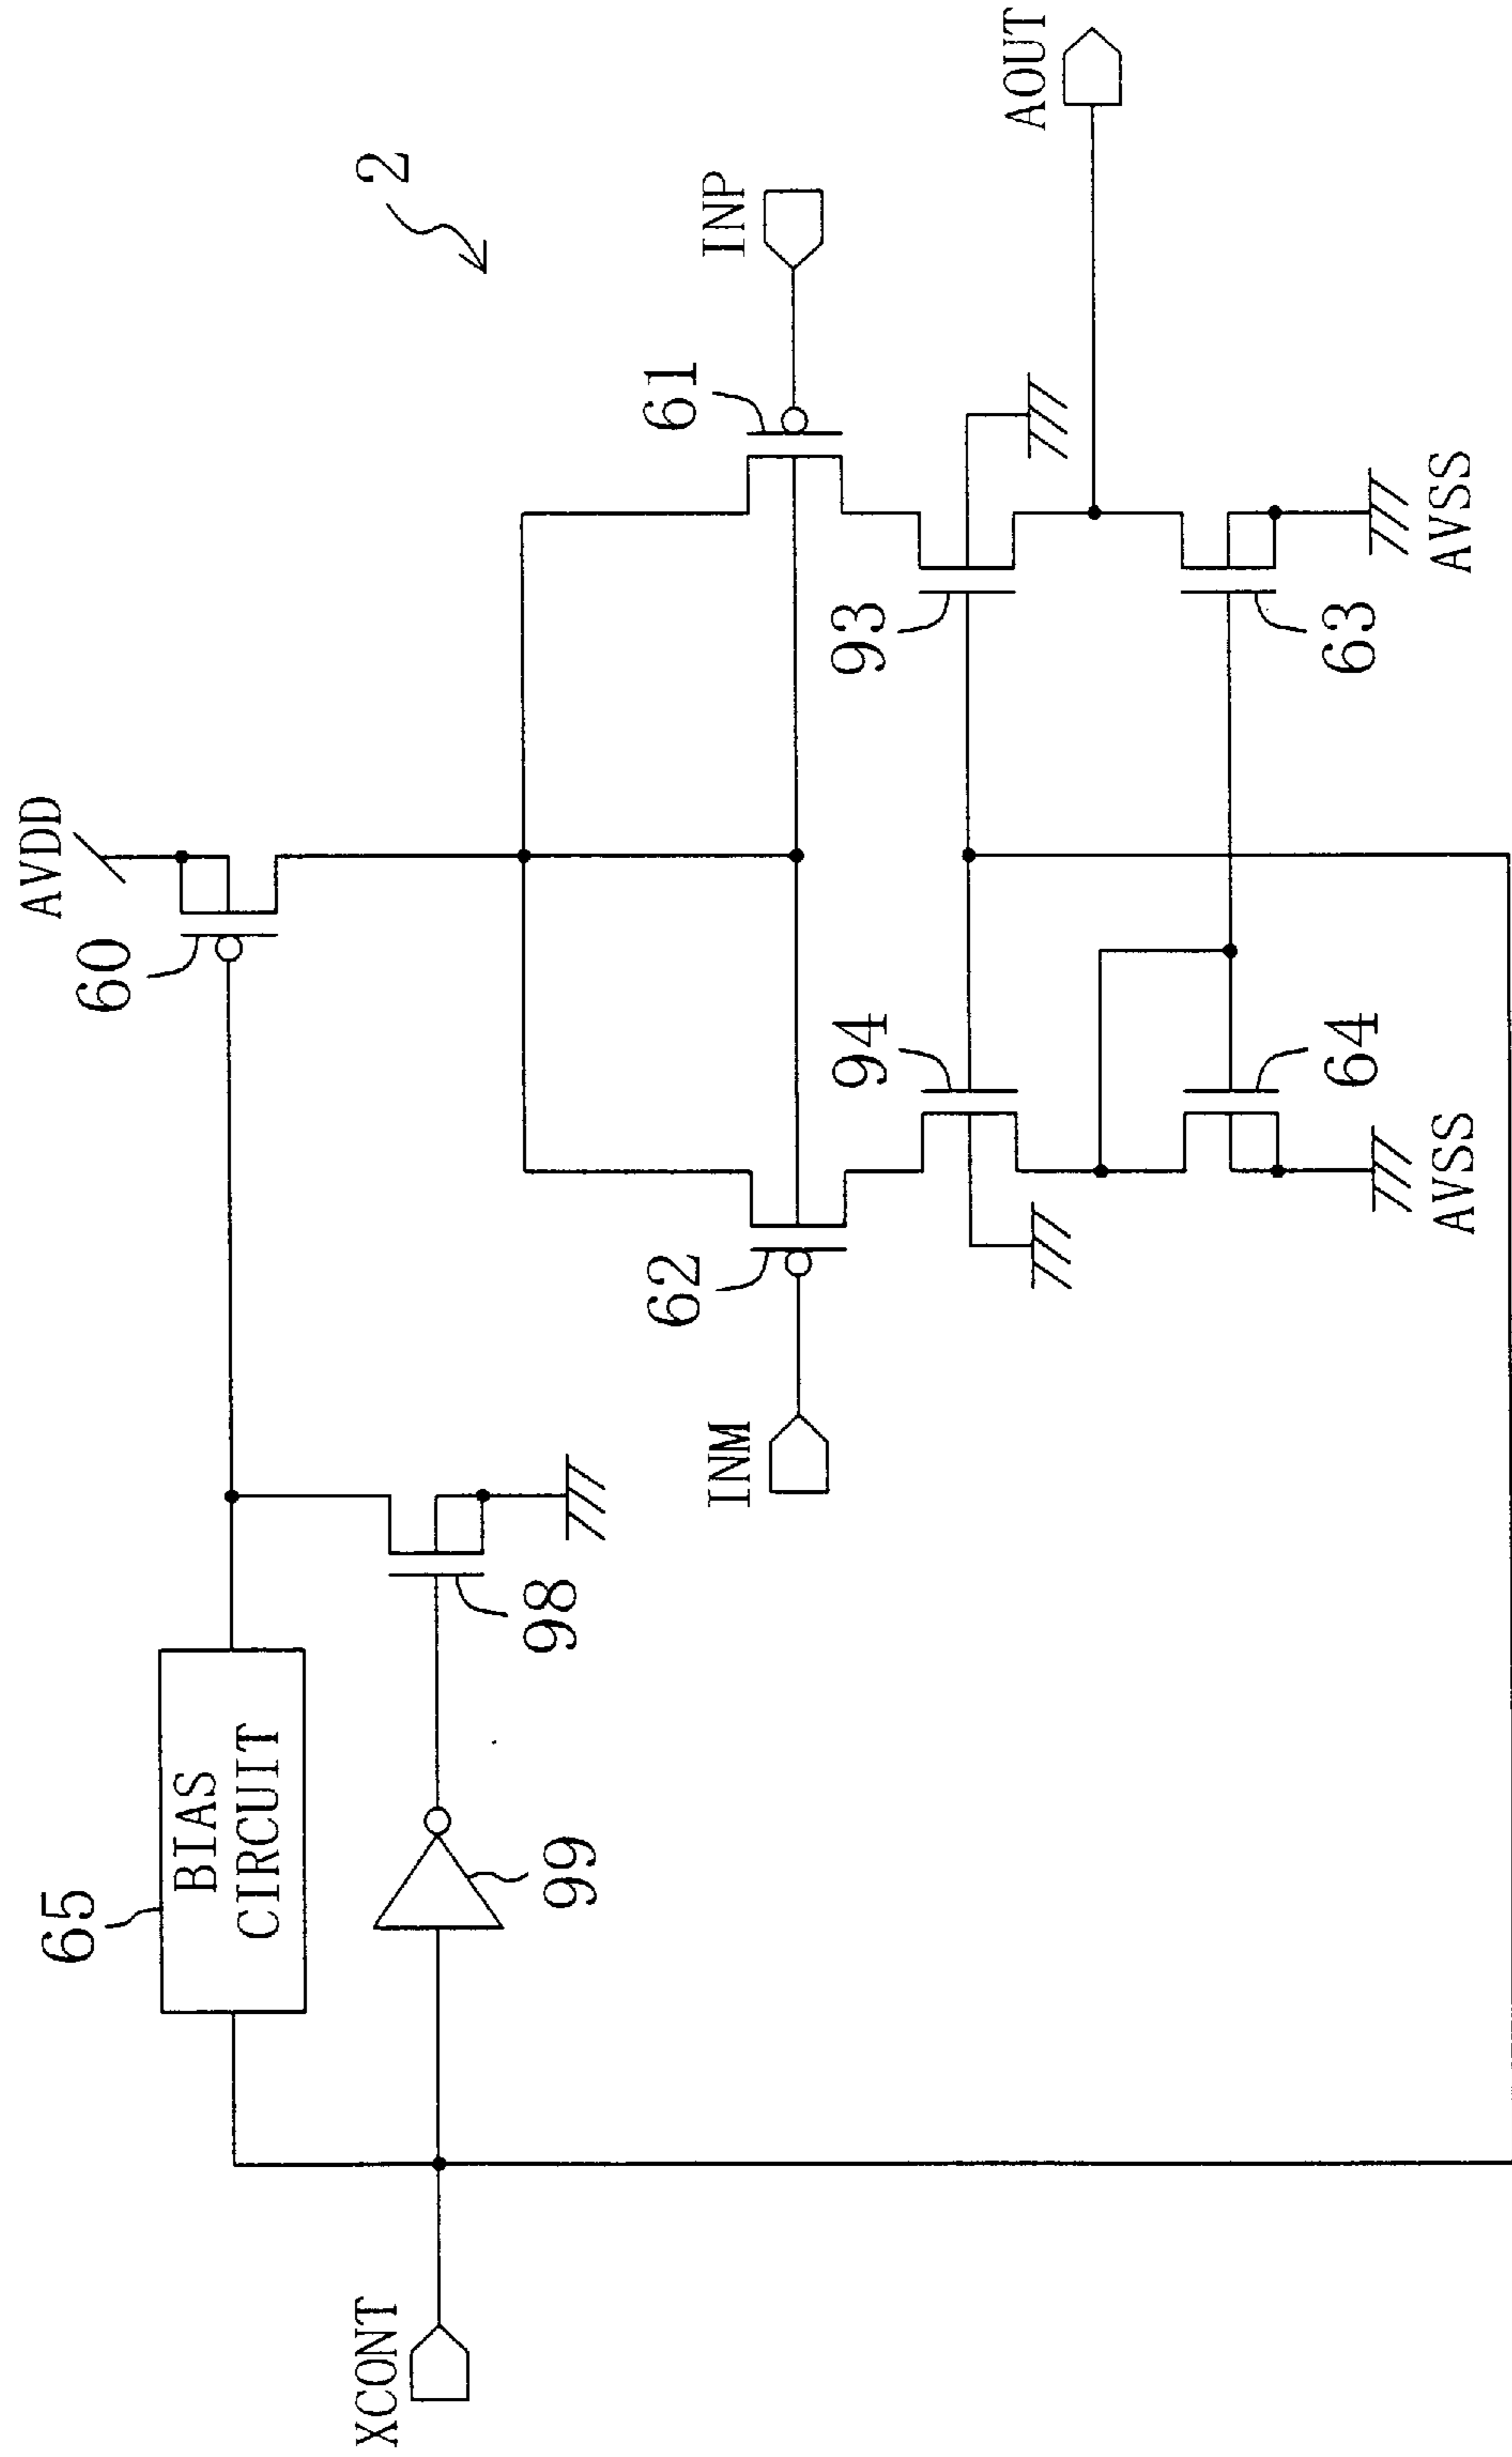 AVDD
60
65
BIAS
CIRCUIT
2
98
99
XCONT
INM
62
61
INP
94
93
64
63
AOUT
AVSS
AVSS